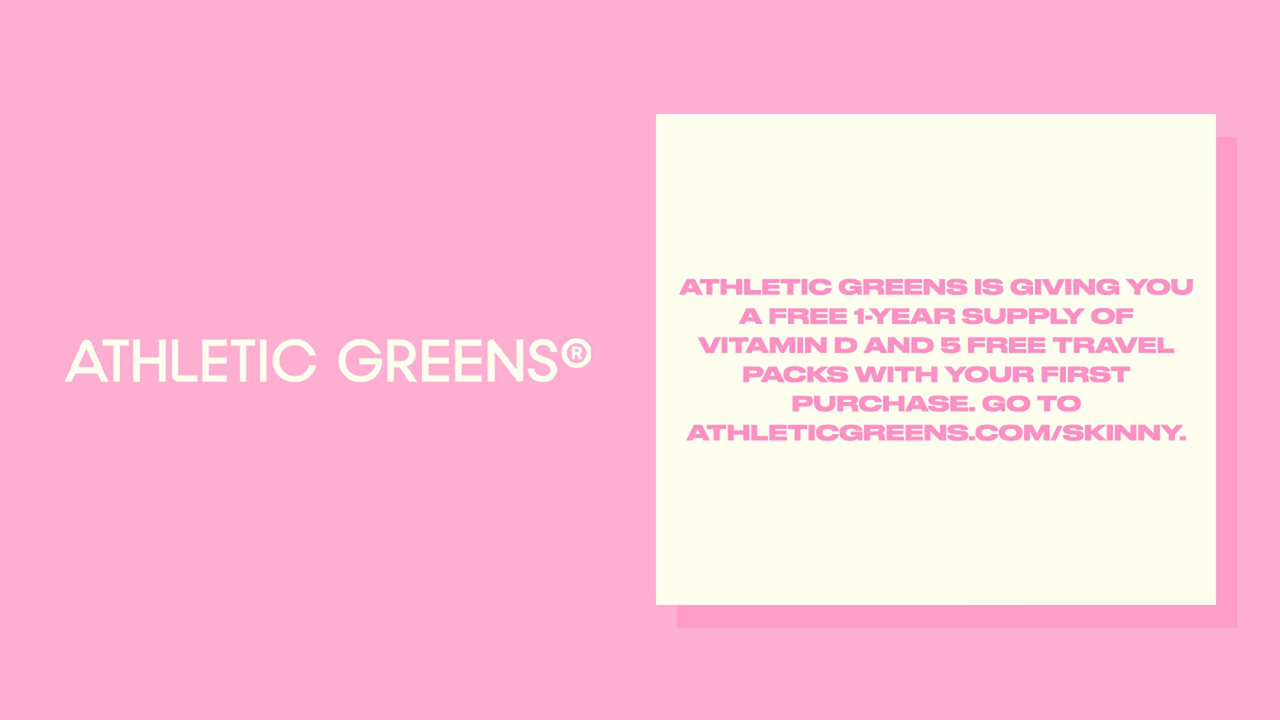 ATHLETIC GREENS®
ATHLETIC GREENS IS GIVING YOU
A FREE 1-YEAR SUPPLY OF
VITAMIN D AND 5 FREE TRAVEL
PACKS WITH YOUR FIRST
PURCHASE. GO TO
ATHLETICGREENS.COM/SKINNY.